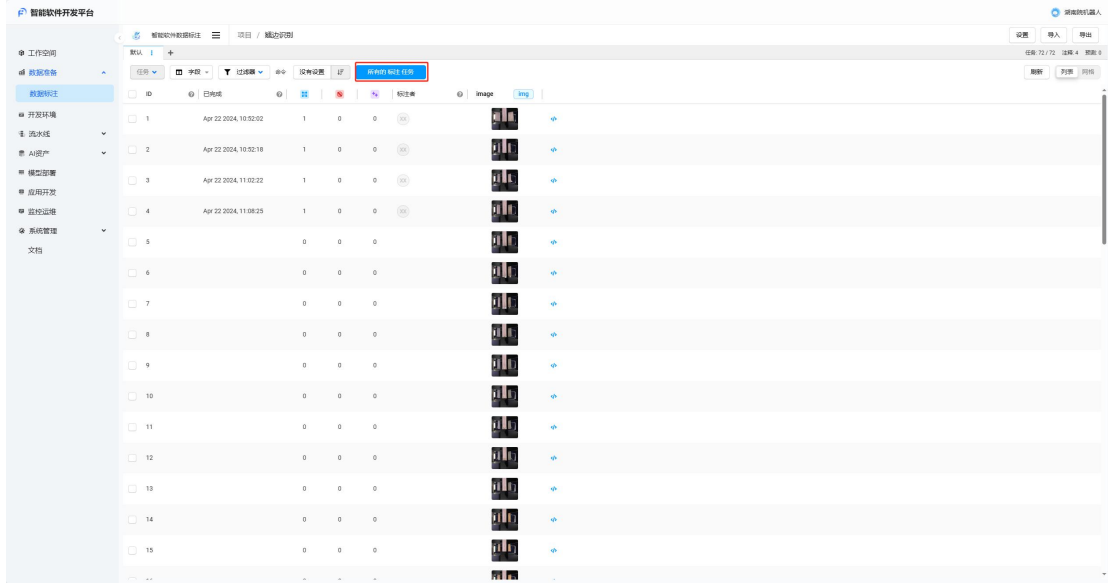 智能软件开发平台
湖南院机器人
智能软件数据标注 项目 / 辊边识别
设置 导入 导出
工作空间
默认
任务: 72 / 72 注释: 4 预测: 0
数据准备
任务 字段 过滤器 命令 没有设置 所有的 标注 任务
刷新 列表 网格
数据标注
ID 已完成 标注者 image img
开发环境
流水线
AI资产
模型部署
应用开发
监控运维
系统管理
文档
1 Apr 22 2024, 10:52:02 1 0 0 XX
2 Apr 22 2024, 10:52:18 1 0 0 XX
3 Apr 22 2024, 11:02:22 1 0 0 XX
4 Apr 22 2024, 11:08:25 1 0 0 XX
5 0 0 0
6 0 0 0
7 0 0 0
8 0 0 0
9 0 0 0
10 0 0 0
11 0 0 0
12 0 0 0
13 0 0 0
14 0 0 0
15 0 0 0